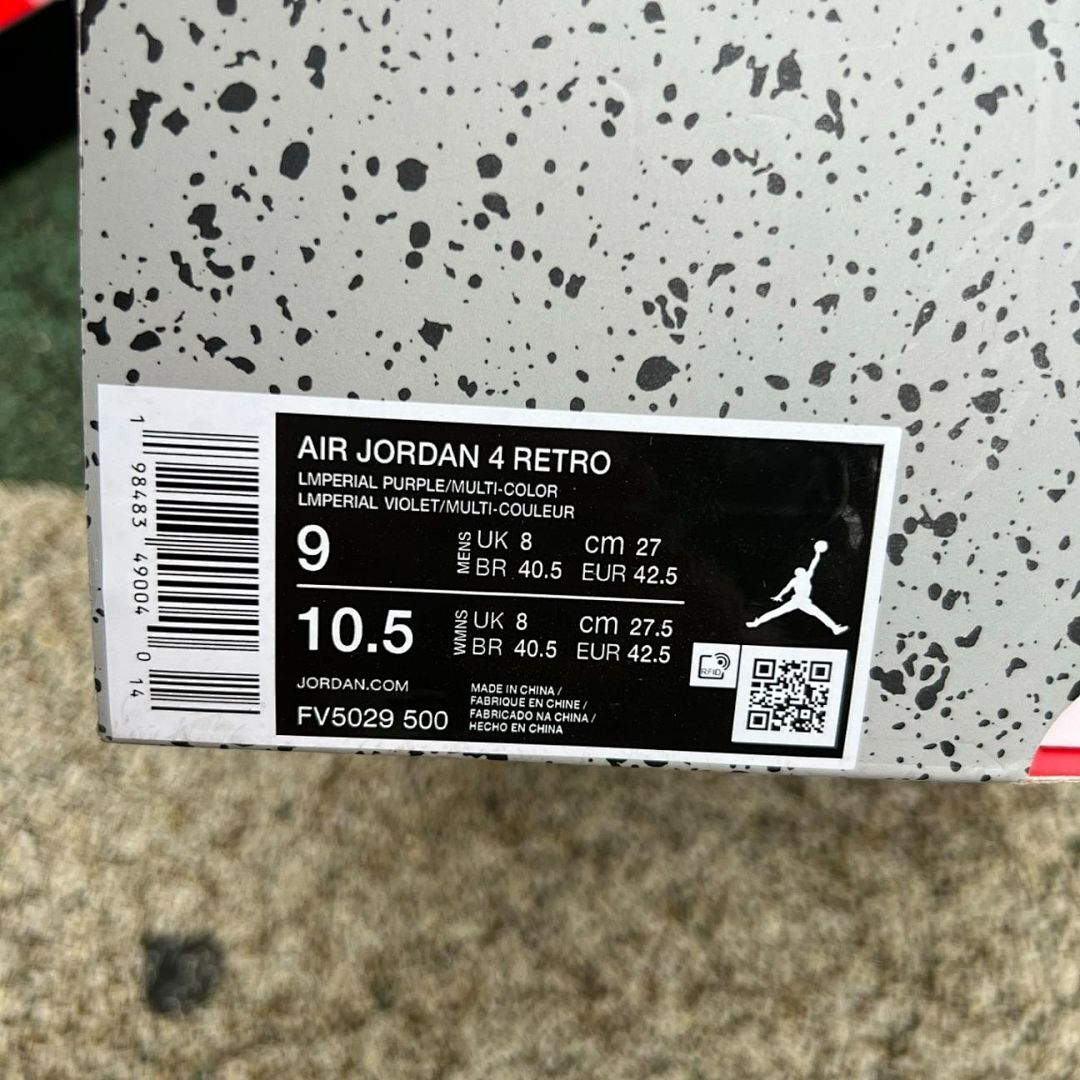 AIR JORDAN 4 RETRO
LMPERIAL PURPLE/MULTI-COLOR
LMPERIAL VIOLET/MULTI-COULEUR
9
MENS
UK 8 cm 27
BR 40.5 EUR 42.5
10.5
WMNS
UK 8 cm 27.5
BR 40.5 EUR 42.5
JORDAN.COM
FV5029 500
MADE IN CHINA /
FABRIQUE EN CHINE /
FABRICADO NA CHINA /
HECHO EN CHINA
RFID
1 98483 49004 0 14